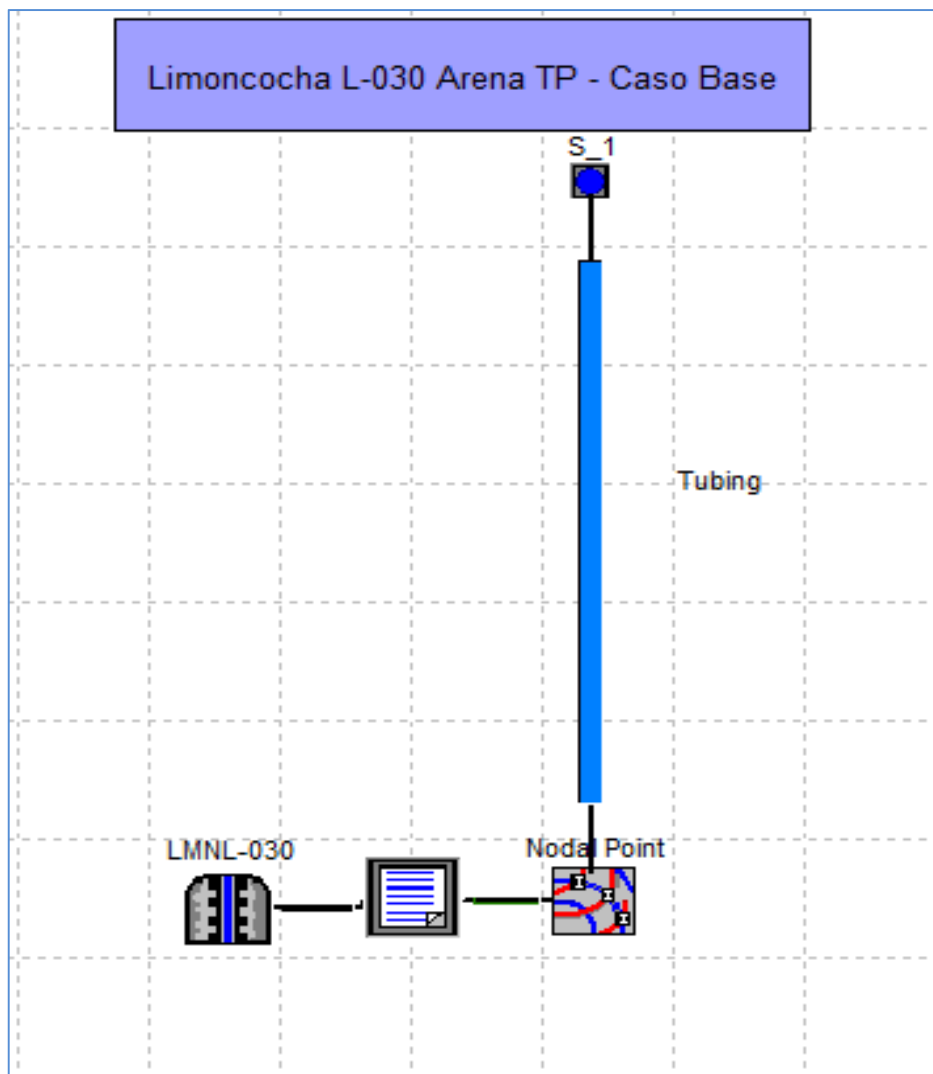 Limoncocha L-030 Arena TP - Caso Base
S_1
Tubing
LMNL-030
Nodal Point